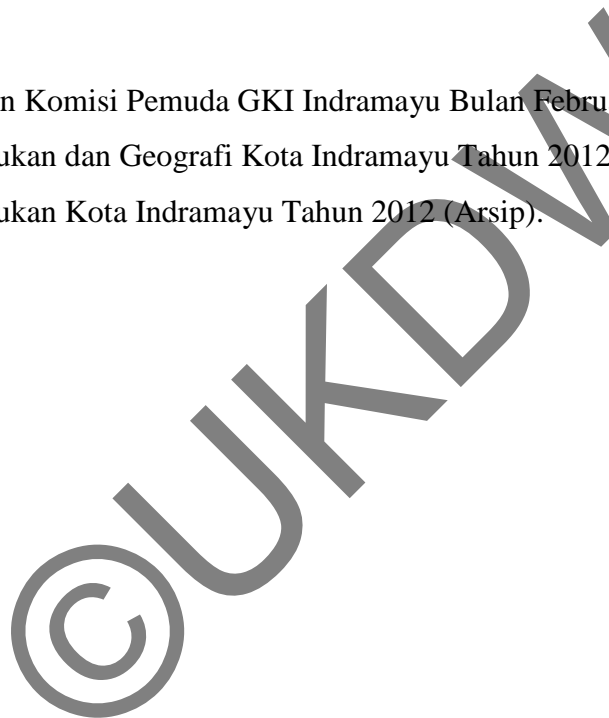 n Komisi Pemuda GKI Indramayu Bulan Febru
ukan dan Geografi Kota Indramayu Tahun 2012
ukan Kota Indramayu Tahun 2012 (Arsip).
©UKDW